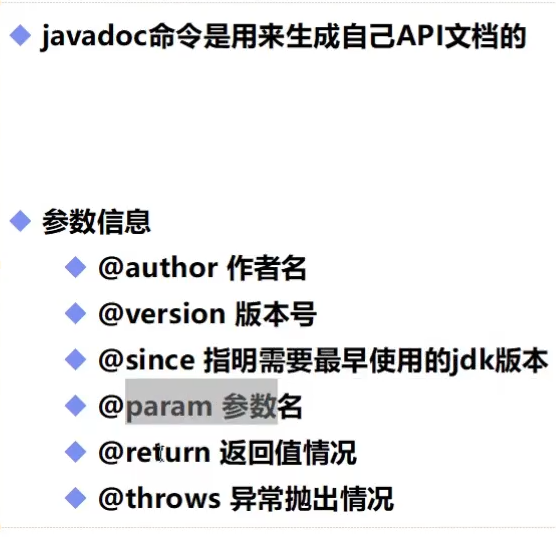 javadoc命令是用来生成自己API文档的
参数信息
@author 作者名
@version 版本号
@since 指明需要最早使用的jdk版本
@param 参数名
@return 返回值情况
@throws 异常抛出情况